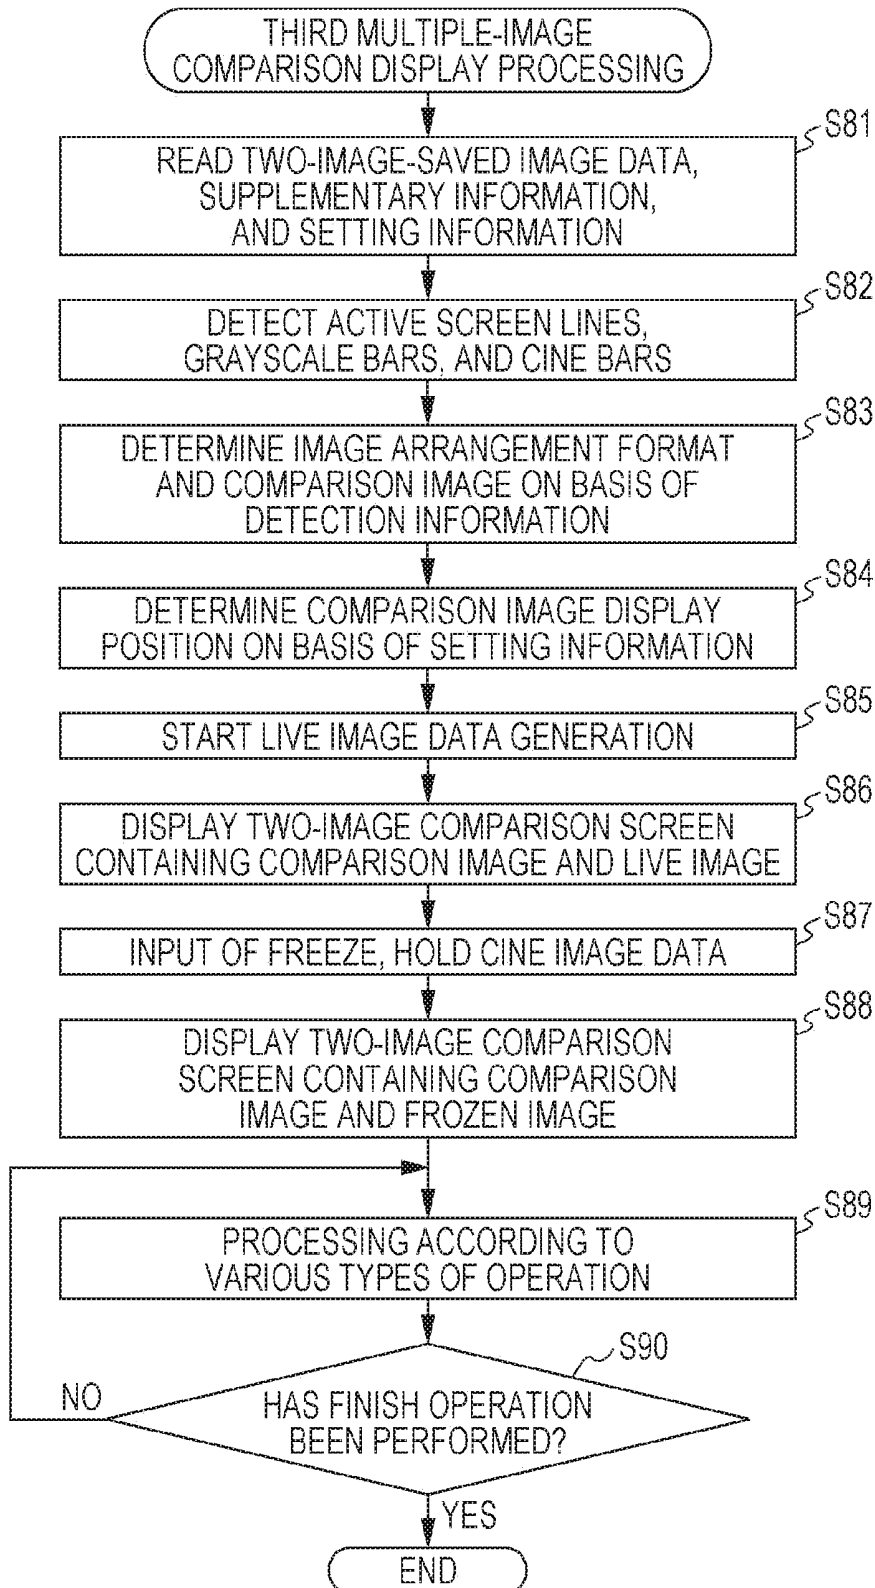 THIRD MULTIPLE-IMAGE
COMPARISON DISPLAY PROCESSING
S81
READ TWO-IMAGE-SAVED IMAGE DATA,
SUPPLEMENTARY INFORMATION,
AND SETTING INFORMATION
S82
DETECT ACTIVE SCREEN LINES,
GRAYSCALE BARS, AND CINE BARS
S83
DETERMINE IMAGE ARRANGEMENT FORMAT
AND COMPARISON IMAGE ON BASIS OF
DETECTION INFORMATION
S84
DETERMINE COMPARISON IMAGE DISPLAY
POSITION ON BASIS OF SETTING INFORMATION
S85
START LIVE IMAGE DATA GENERATION
S86
DISPLAY TWO-IMAGE COMPARISON SCREEN
CONTAINING COMPARISON IMAGE AND LIVE IMAGE
S87
INPUT OF FREEZE, HOLD CINE IMAGE DATA
S88
DISPLAY TWO-IMAGE COMPARISON
SCREEN CONTAINING COMPARISON
IMAGE AND FROZEN IMAGE
S89
PROCESSING ACCORDING TO
VARIOUS TYPES OF OPERATION
S90
NO
HAS FINISH OPERATION
BEEN PERFORMED?
YES
END